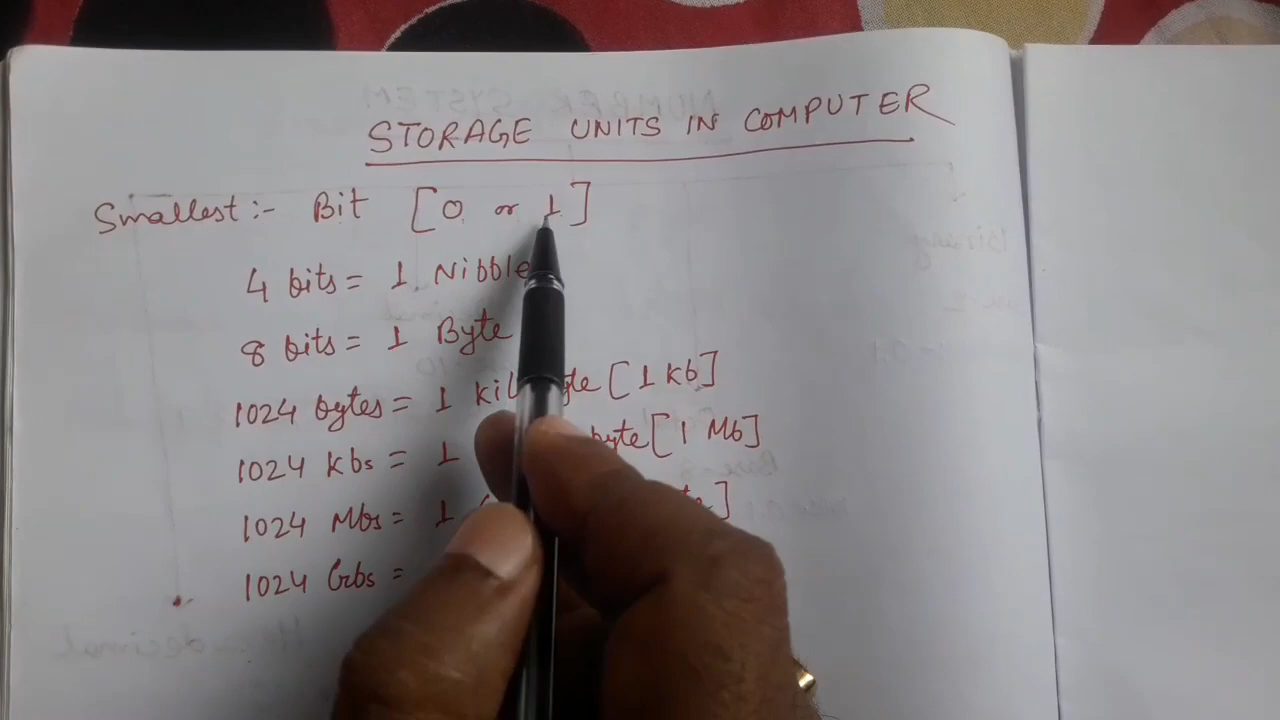 STORAGE UNITS IN COMPUTER
Smallest:- Bit [0 or 1]
4 bits = 1 Nibble
8 bits = 1 Byte
1024 bytes = 1 [1 kb]
1024 kbs = 1 [1 Mb]
1024 Mbs = 1
1024 Gbs =